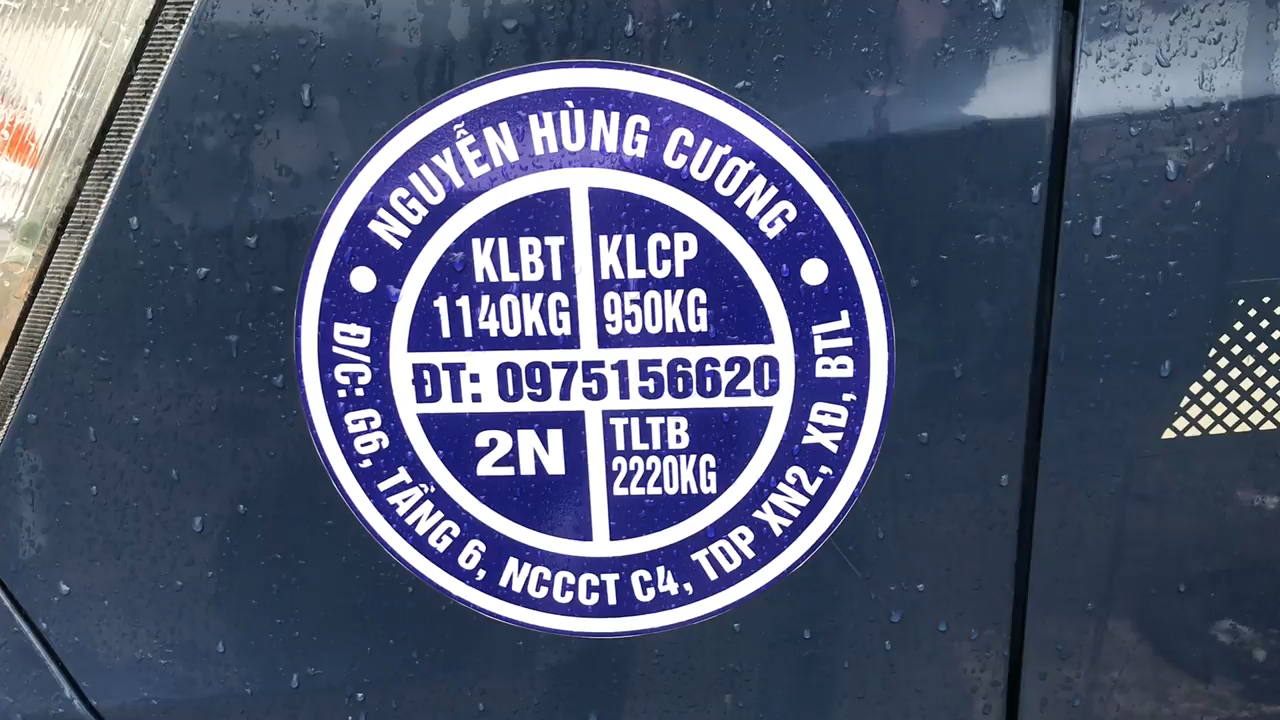 NGUYỄN HÙNG CƯƠNG
KLBT
1140KG
KLCP
950KG
ĐT: 0975156620
2N
TLTB
2220KG
Đ/C: G6, TẦNG 6, NCCCT C4, TDP XN2, XĐ, BTL